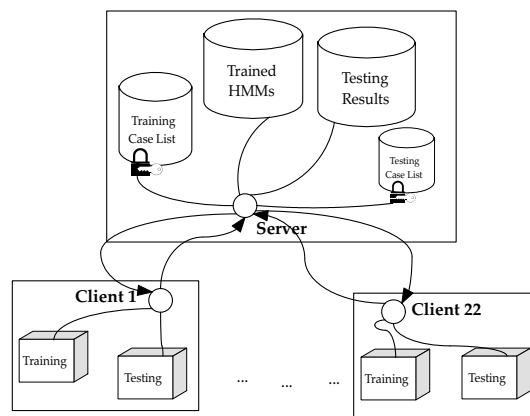 Trained
HMMs
Testing
Results
Training
Case List
Testing
Case List
Server
Client 1
Client 22
Training
Testing
... ... ...
Training
Testing